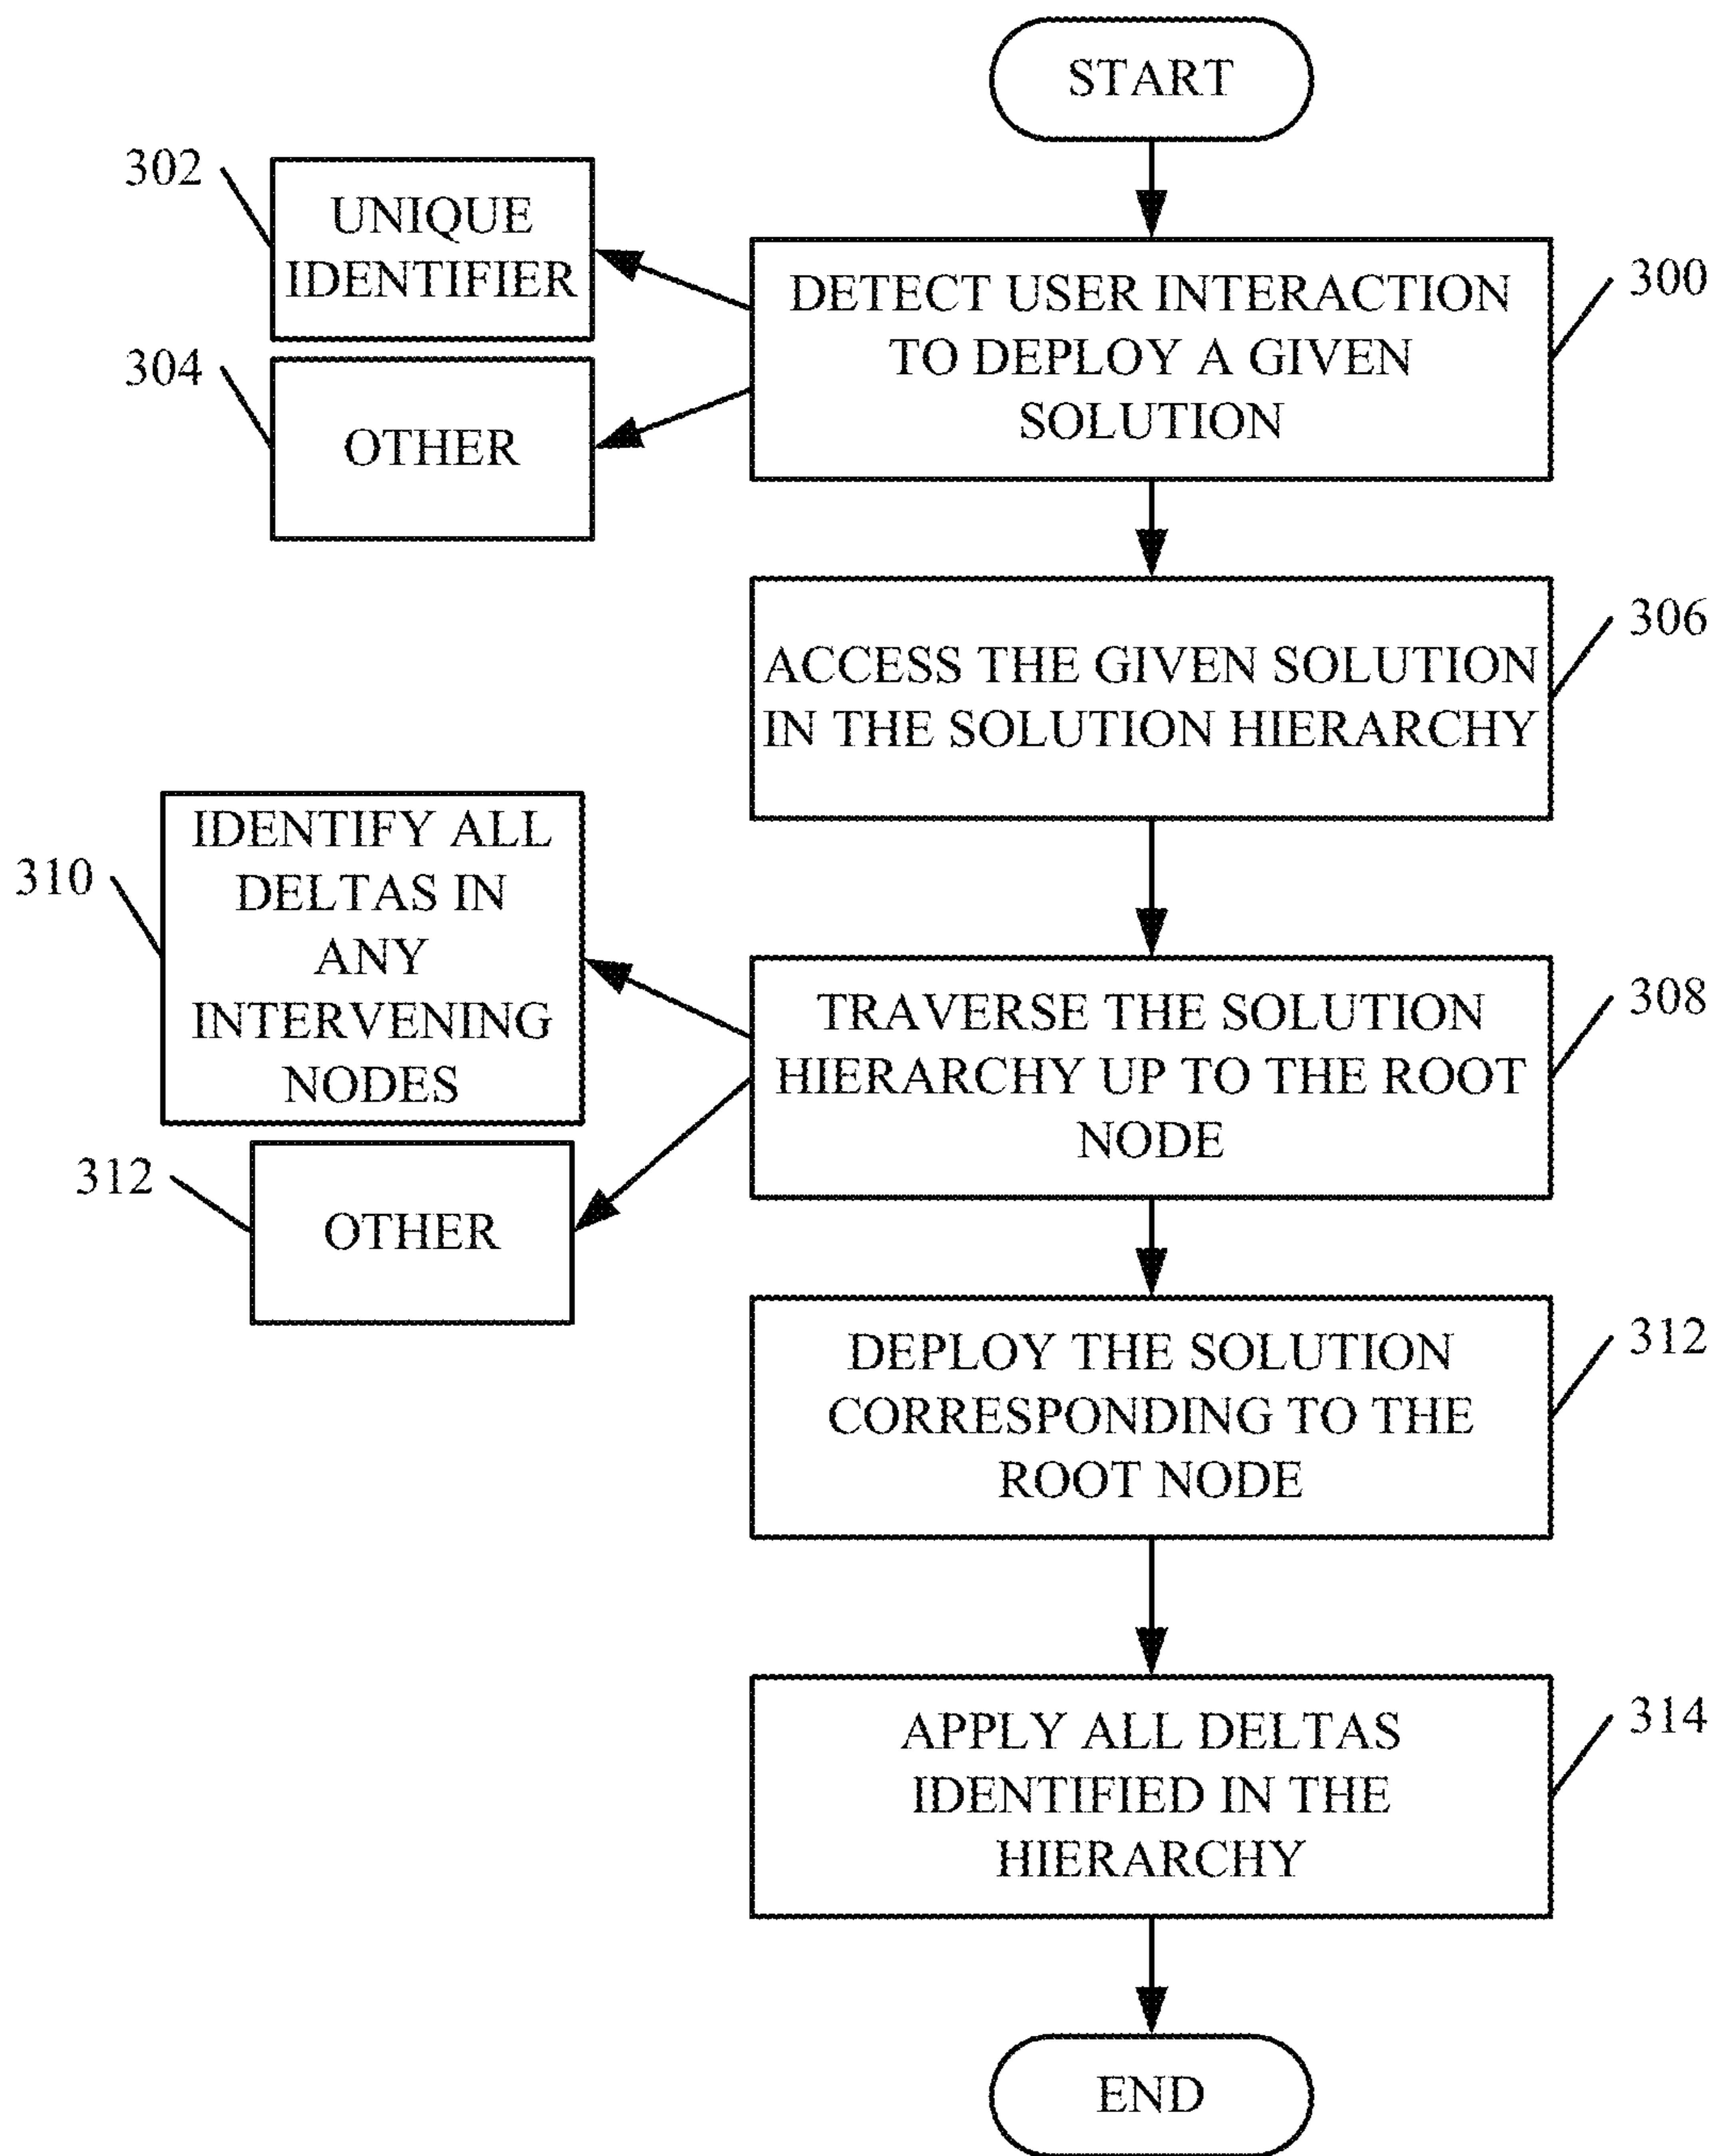 START
302
UNIQUE
IDENTIFIER
300
DETECT USER INTERACTION
TO DEPLOY A GIVEN
SOLUTION
304
OTHER
306
ACCESS THE GIVEN SOLUTION
IN THE SOLUTION HIERARCHY
310
IDENTIFY ALL
DELTAS IN
ANY
INTERVENING
NODES
308
TRAVERSE THE SOLUTION
HIERARCHY UP TO THE ROOT
NODE
312
OTHER
312
DEPLOY THE SOLUTION
CORRESPONDING TO THE
ROOT NODE
314
APPLY ALL DELTAS
IDENTIFIED IN THE
HIERARCHY
END